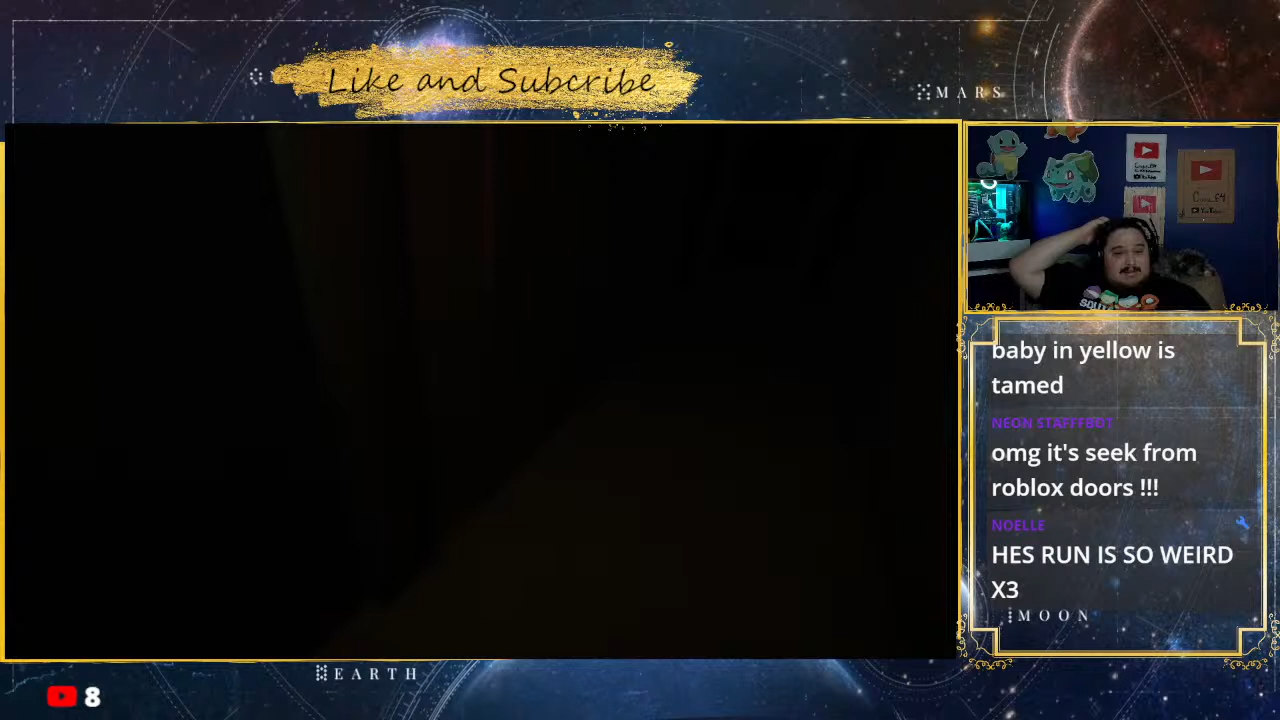 Like and Subcribe
MARS
baby in yellow is
tamed
NEON STAFFFBOT
omg it's seek from
roblox doors !!!
NOELLE
HES RUN IS SO WEIRD
X3
MOON
EARTH
8